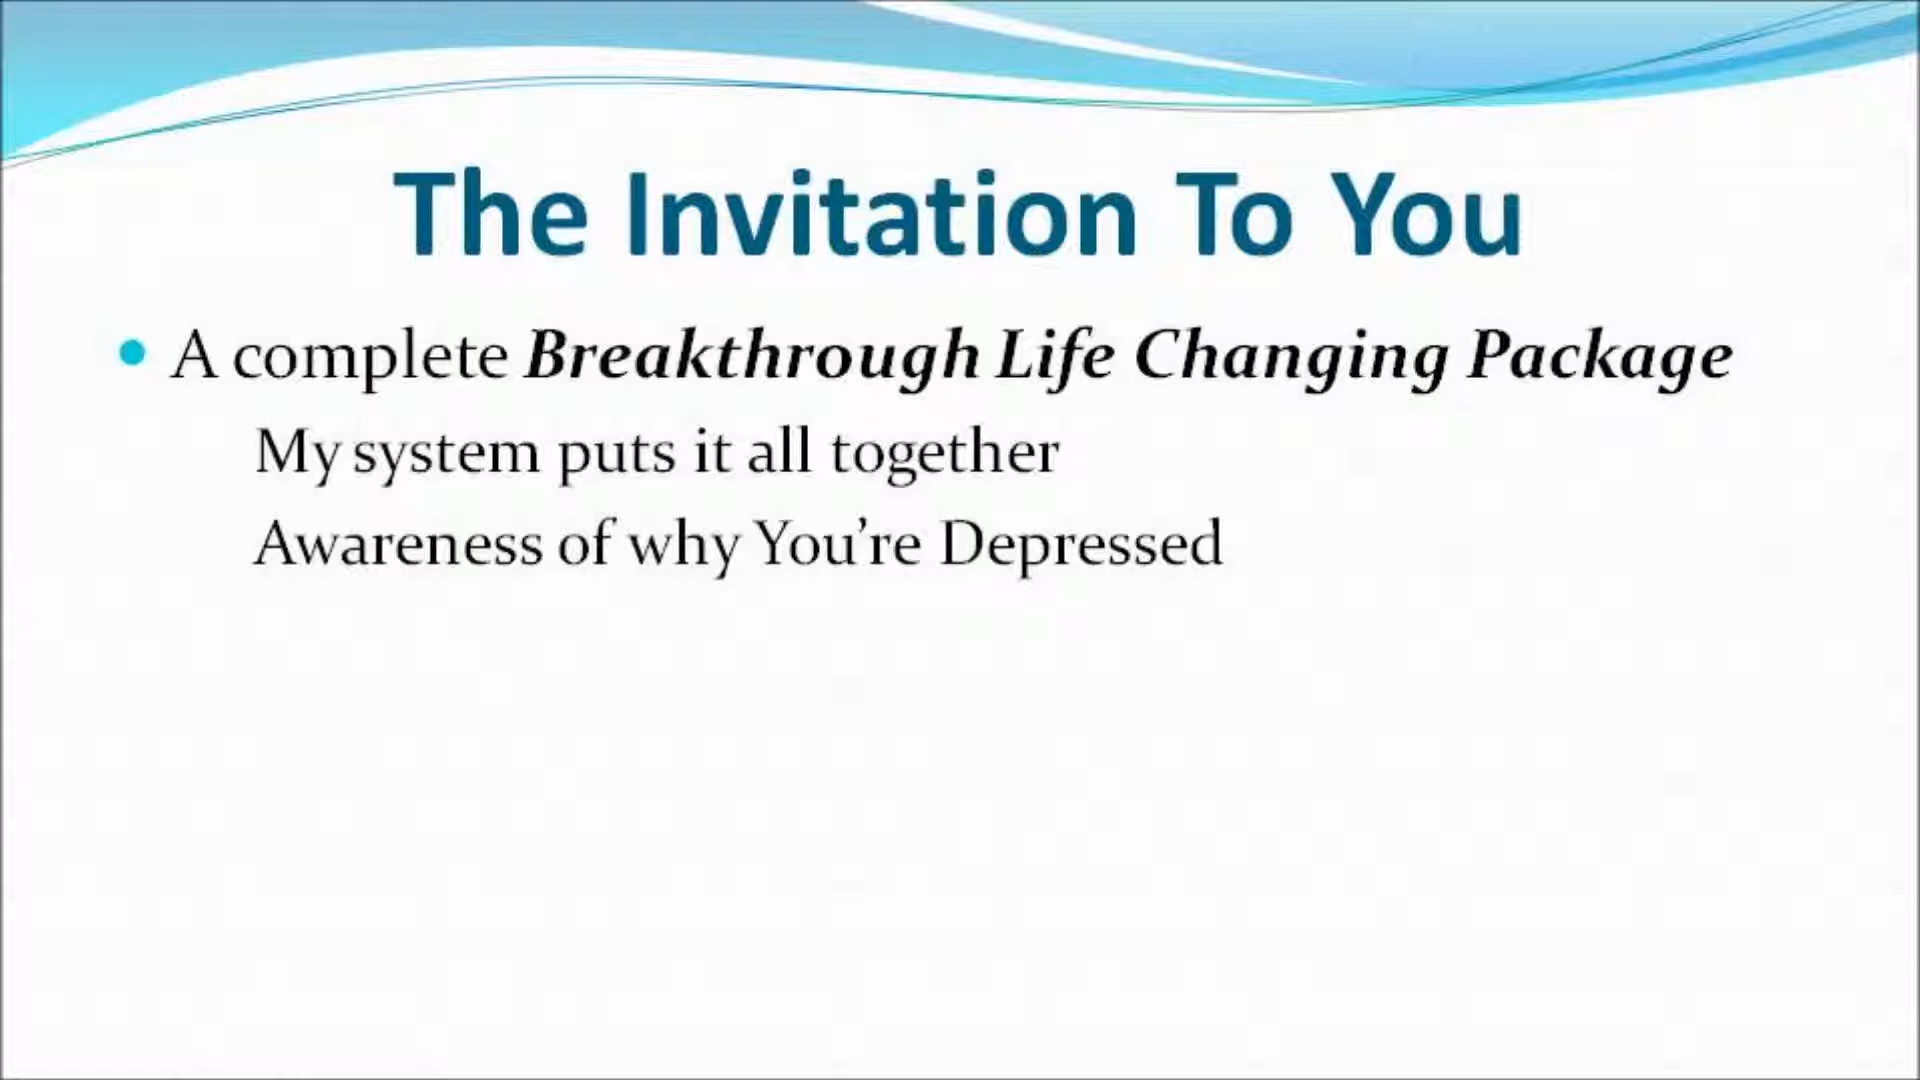 The Invitation To You
• A complete Breakthrough Life Changing Package
My system puts it all together
Awareness of why You’re Depressed